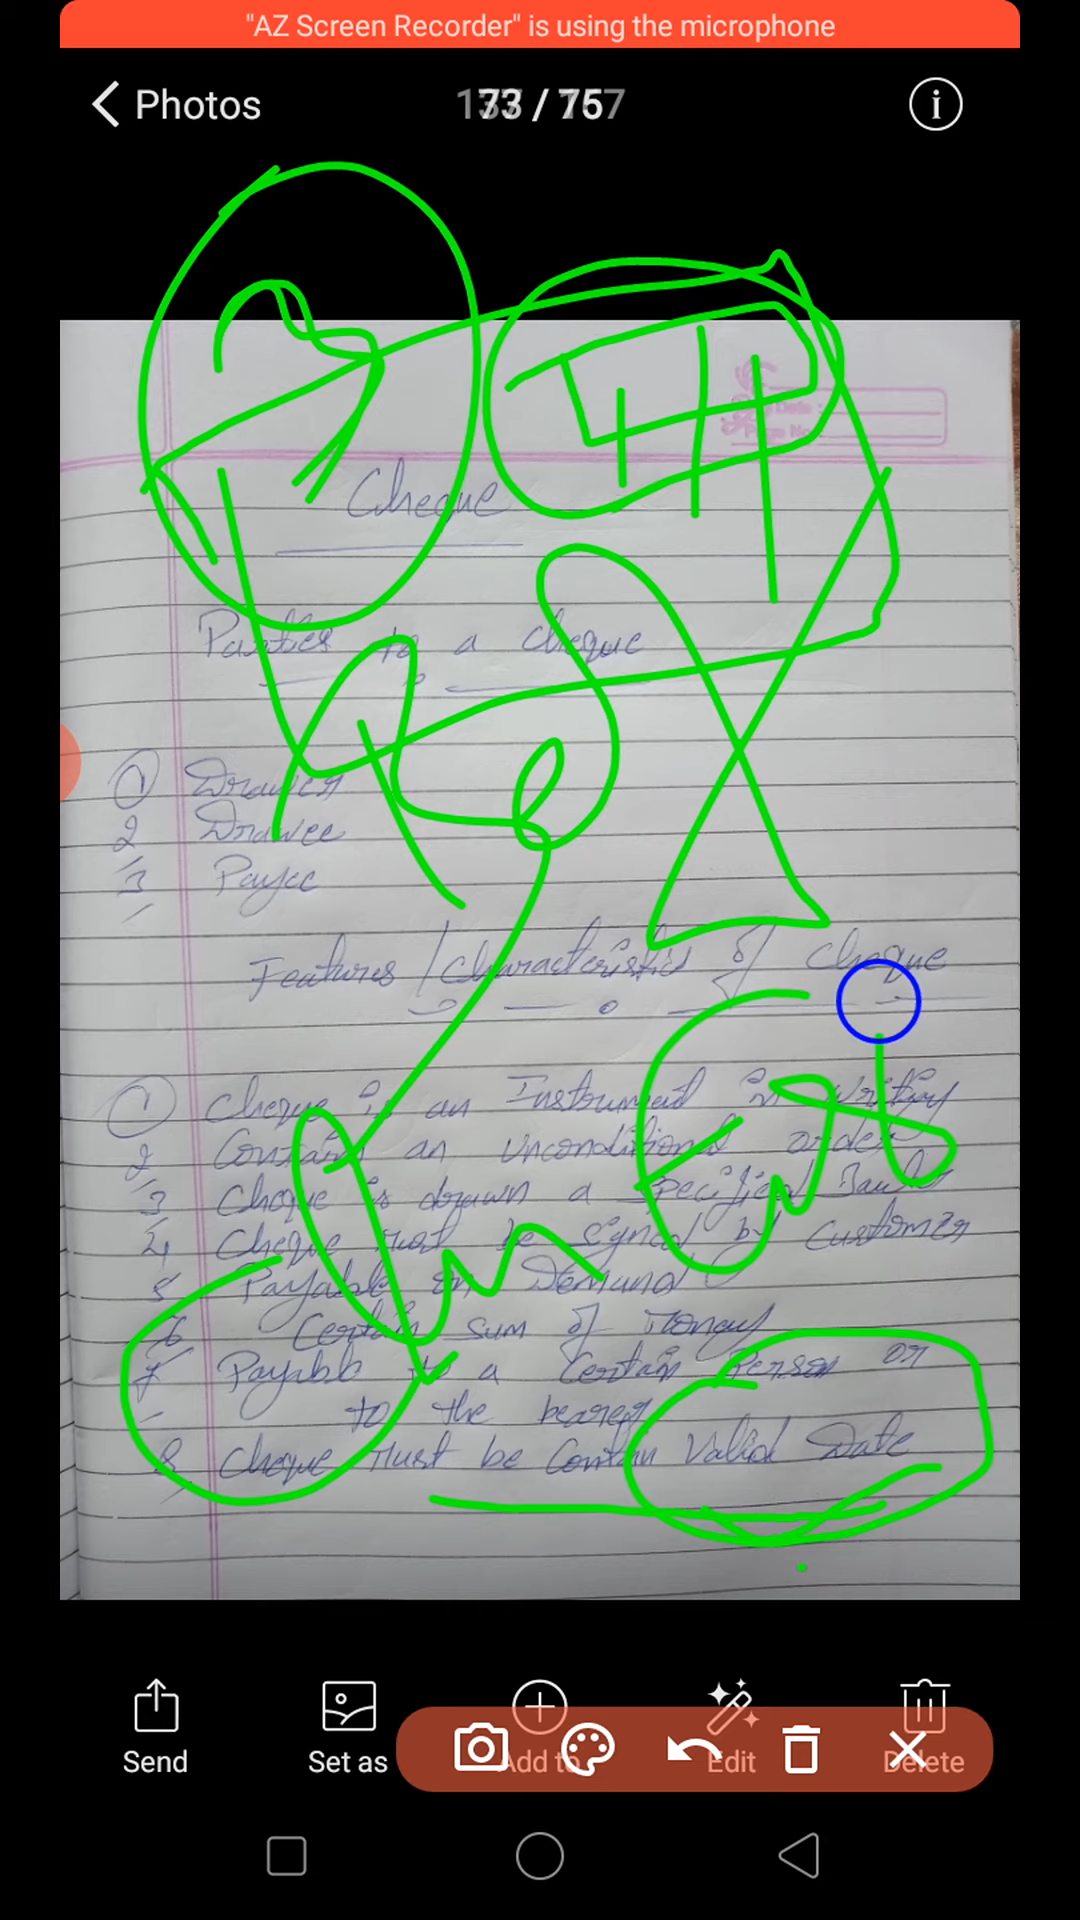 "AZ Screen Recorder" is using the microphone
Photos
73 / 75
Cheque
Parties to a cheque
1 Drawer
2 Drawee
3 Payee
Features / Characteristics of Cheque
1 Cheque is an Instrument in writing
2 Contain an unconditional order
3 Cheque is drawn a specified Bank
4 Cheque must be signed by Customer
5 Payable on Demand
6 Certain sum of Money
7 Payable to a Certain Person or
to the bearer
8 Cheque Must be Contain Valid Date
Send
Set as
Add to
Edit
Delete